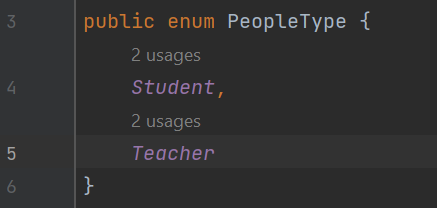 3 public enum PeopleType {
2 usages
4 Student,
2 usages
5 Teacher
6 }